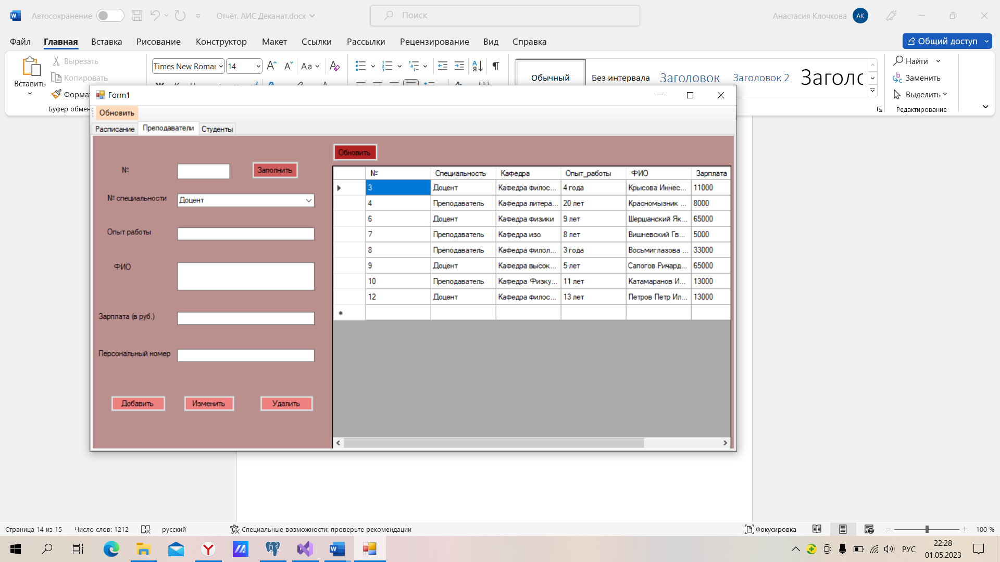 Автосохранение
Отчёт. АИС Деканат.docx
Поиск
Анастасия Клочкова
АК
Файл Главная Вставка Рисование Конструктор Макет Ссылки Рассылки Рецензирование Вид Справка
Общий доступ
Вставить
Вырезать
Копировать
Формат
Буфер обмен
Times New Roman 14
Обычный
Без интервала
Заголовок
Заголовок 2
Найти
Заменить
Выделить
Редактирование
Form1
Обновить
Расписание Преподаватели Студенты
№
Заполнить
№ специальности
Доцент
Опыт работы
ФИО
Зарплата (в руб.)
Персональный номер
Добавить Изменить Удалить
Обновить
№ Специальность Кафедра Опыт_работы ФИО Зарплата
3 Доцент Кафедра филос... 4 года Крысова Иннес... 11000
4 Преподаватель Кафедра литера... 20 лет Красномызник ... 8000
6 Доцент Кафедра физики 9 лет Шершанский Як... 65000
7 Преподаватель Кафедра изо 8 лет Вишневский Гв... 5000
8 Преподаватель Кафедра филол... 3 года Восьмиглазова ... 33000
9 Доцент Кафедра высок... 5 лет Сапогов Ричард... 65000
10 Преподаватель Кафедра Физку... 11 лет Катамаранов И... 13000
12 Доцент Кафедра филос... 13 лет Петров Петр Ил... 13000
Страница 14 из 15
Число слов: 1212
русский
Специальные возможности: проверьте рекомендации
Фокусировка
100 %
РУС
22:28
01.05.2023